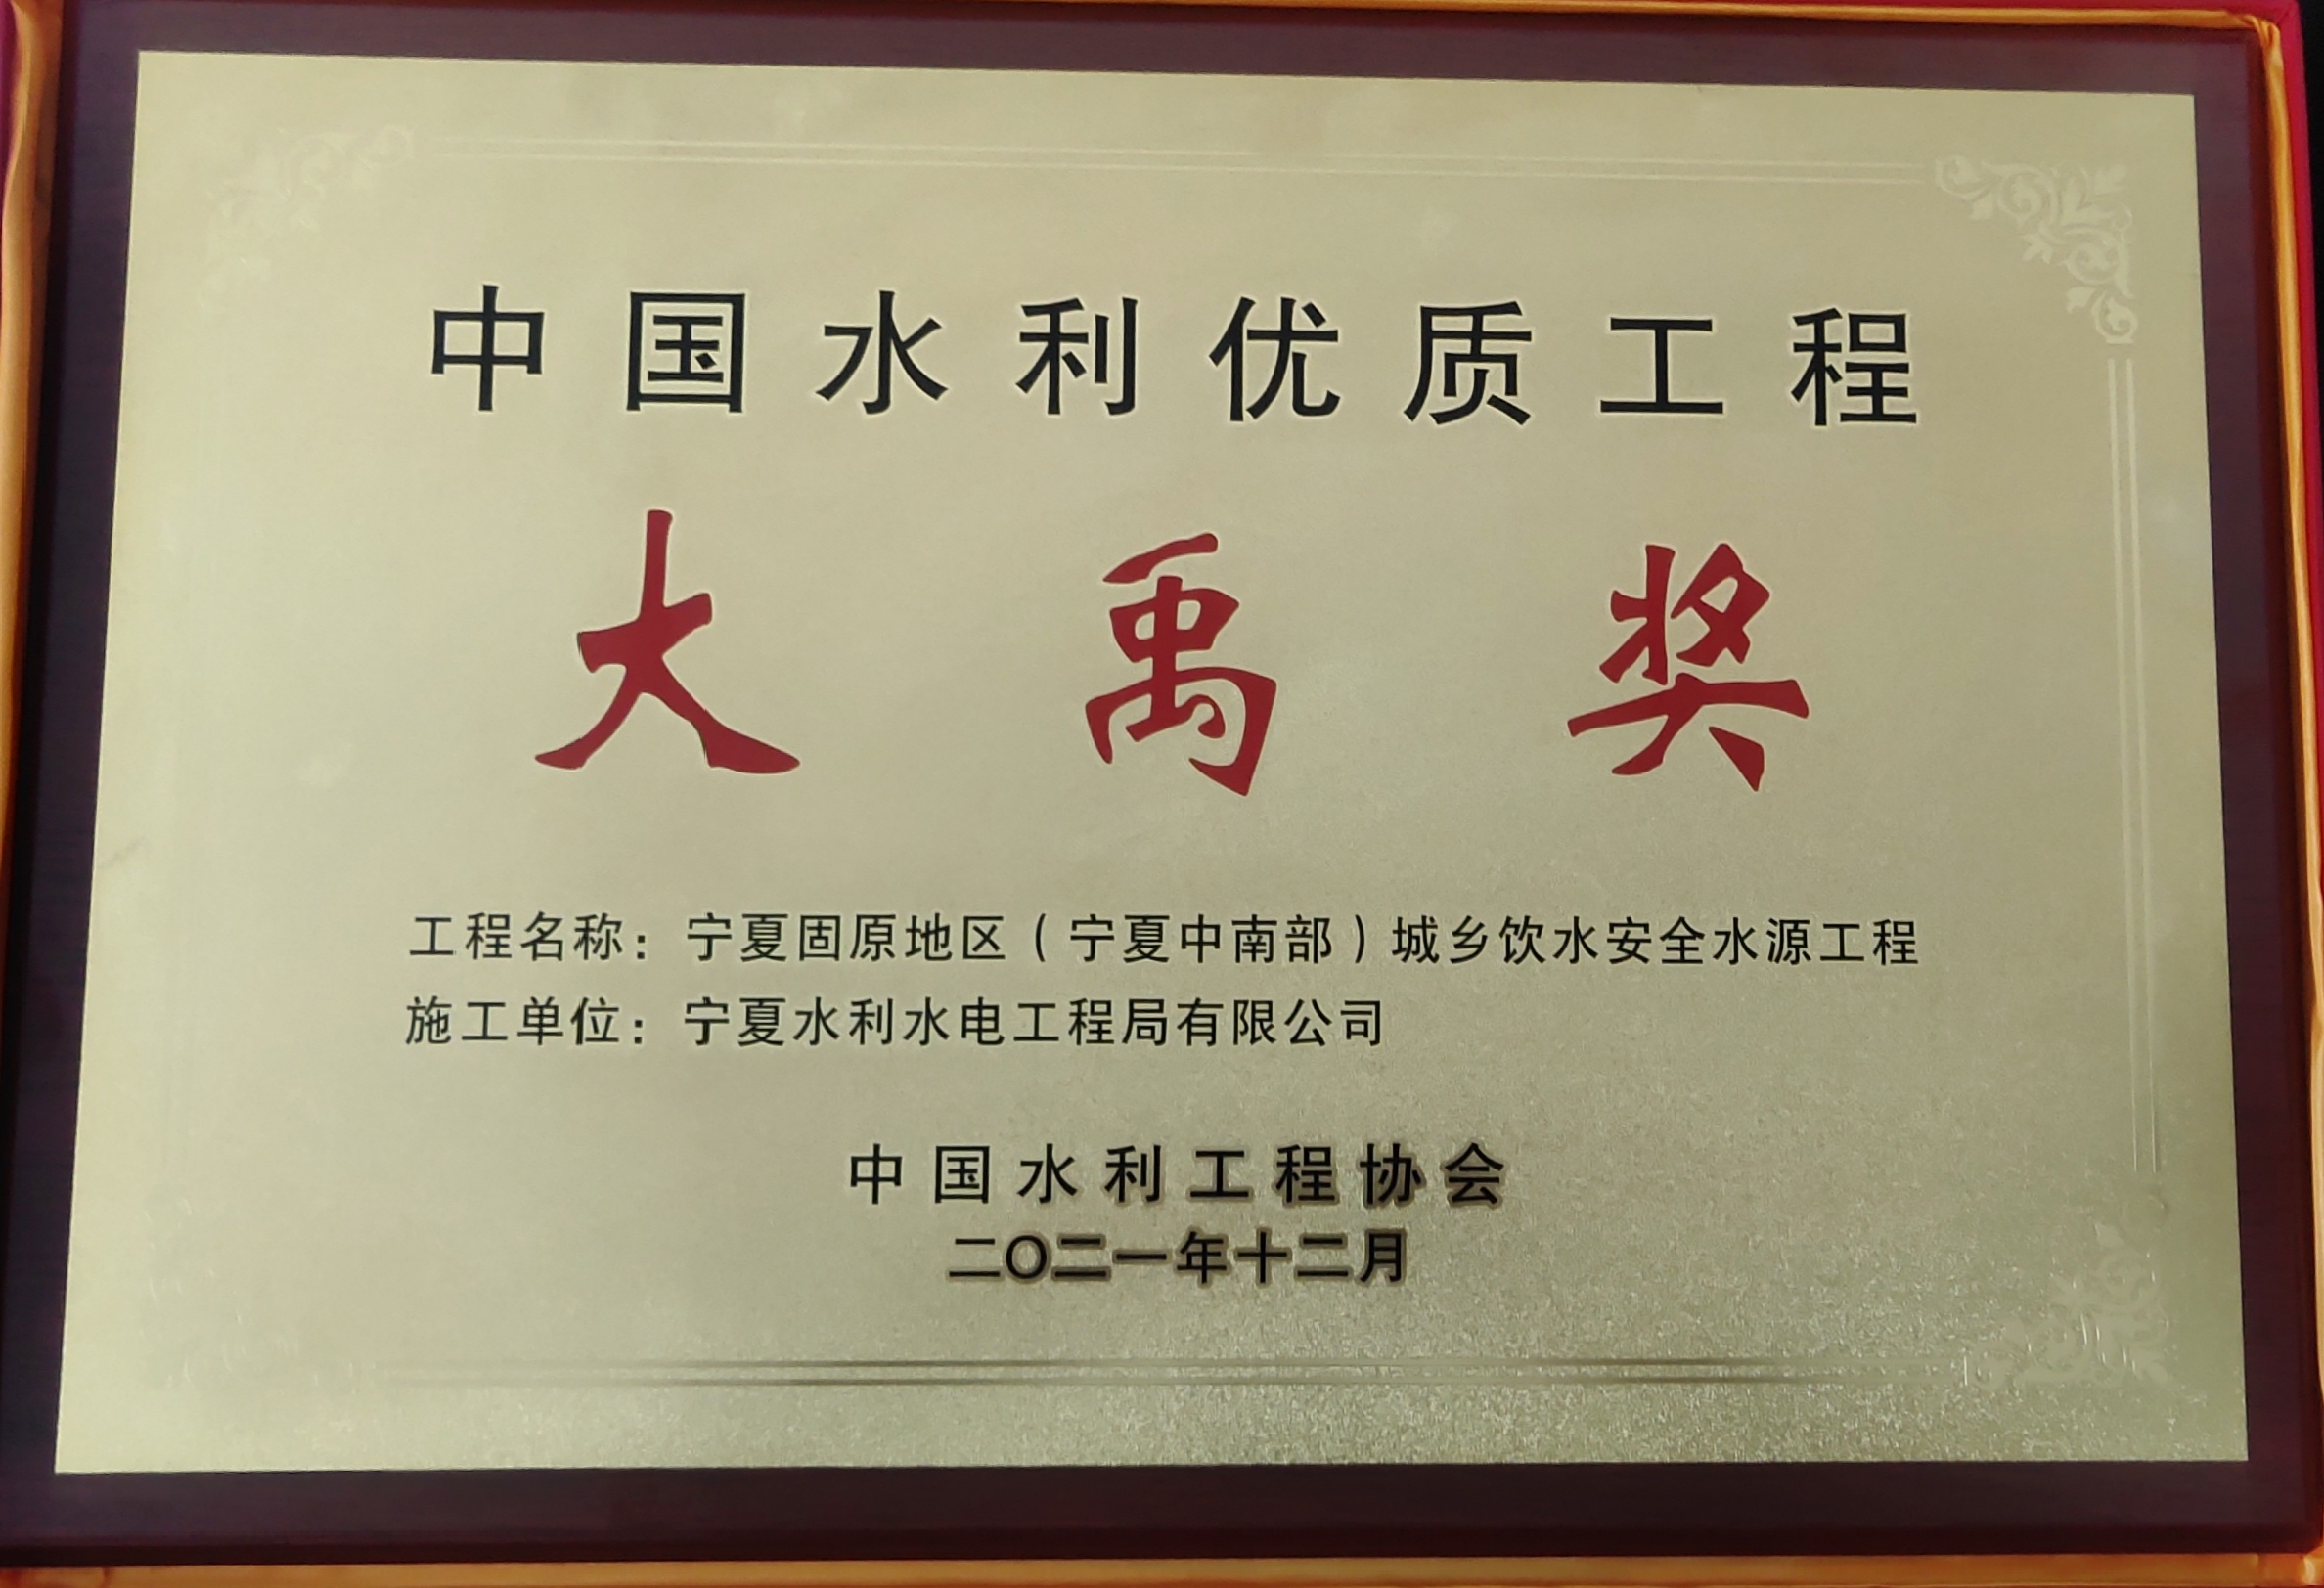 中国水利优质工程
大禹奖
工程名称：宁夏固原地区（宁夏中南部）城乡饮水安全水源工程
施工单位：宁夏水利水电工程局有限公司
中国水利工程协会
二〇二一年十二月